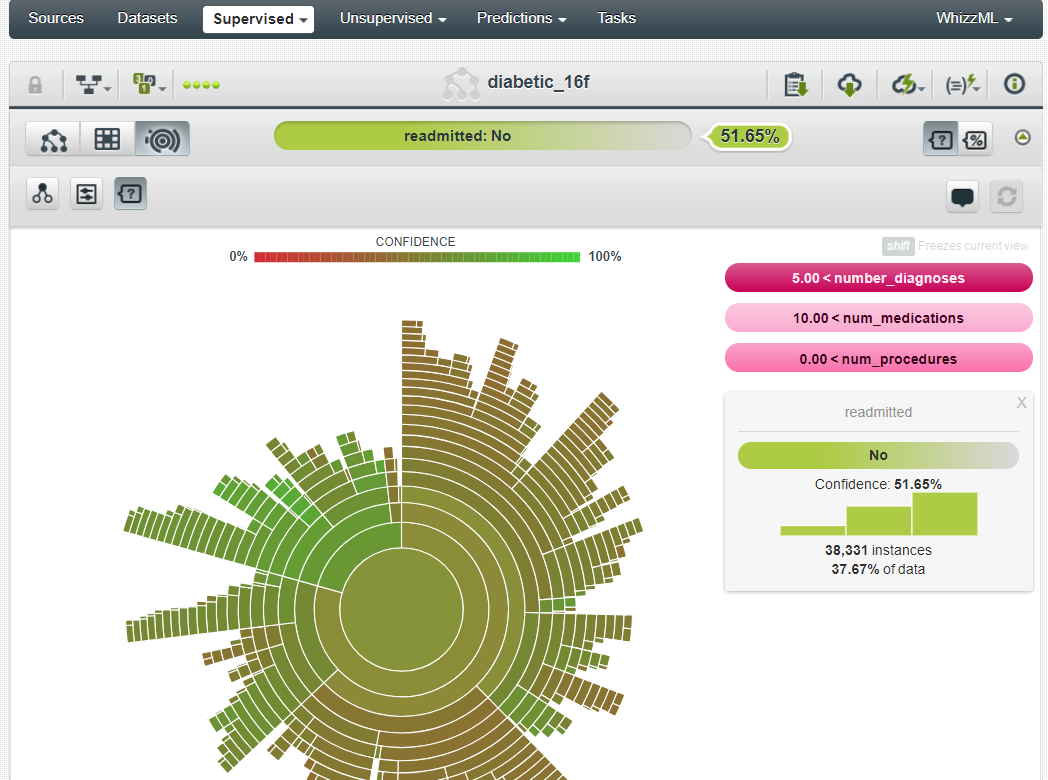 Sources Datasets Supervised Unsupervised Predictions Tasks WhizzML
diabetic_16f
readmitted: No 51.65%
CONFIDENCE
0% 100%
shift Freezes current view
5.00 < number_diagnoses
10.00 < num_medications
0.00 < num_procedures
X
readmitted
No
Confidence: 51.65%
38,331 instances
37.67% of data